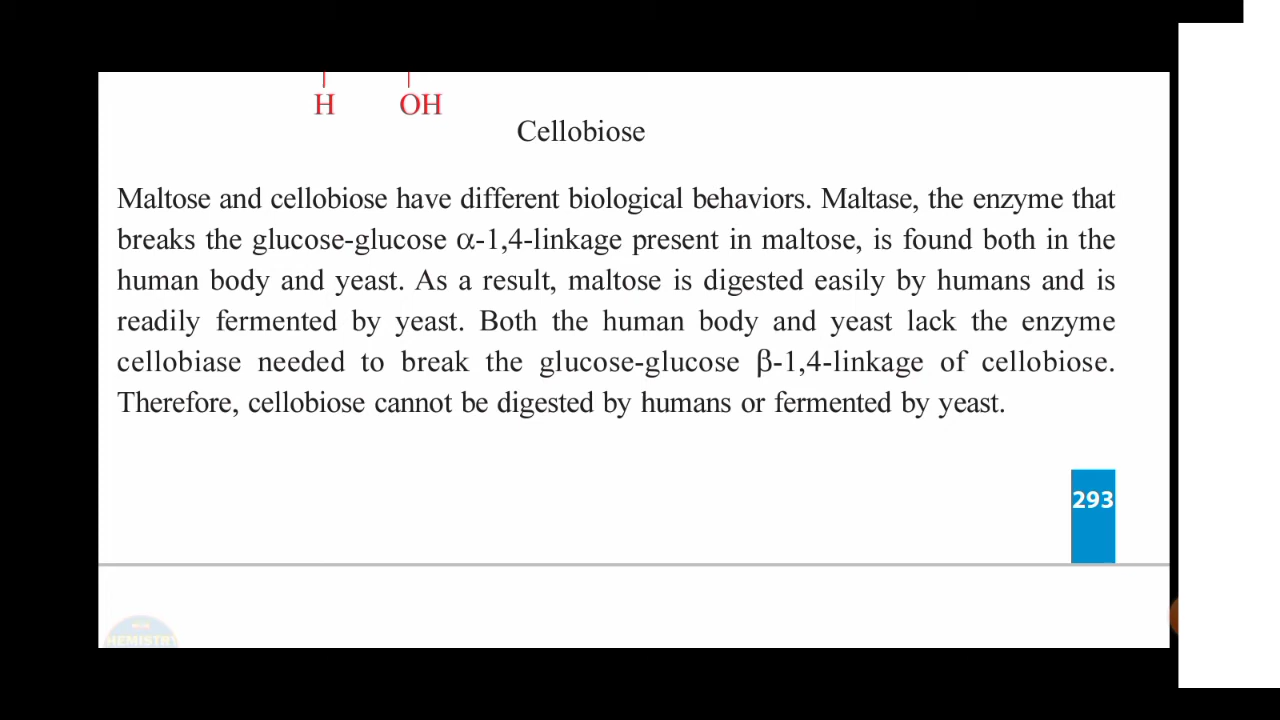 H OH
Cellobiose
Maltose and cellobiose have different biological behaviors. Maltase, the enzyme that
breaks the glucose-glucose α-1,4-linkage present in maltose, is found both in the
human body and yeast. As a result, maltose is digested easily by humans and is
readily fermented by yeast. Both the human body and yeast lack the enzyme
cellobiase needed to break the glucose-glucose β-1,4-linkage of cellobiose.
Therefore, cellobiose cannot be digested by humans or fermented by yeast.
293